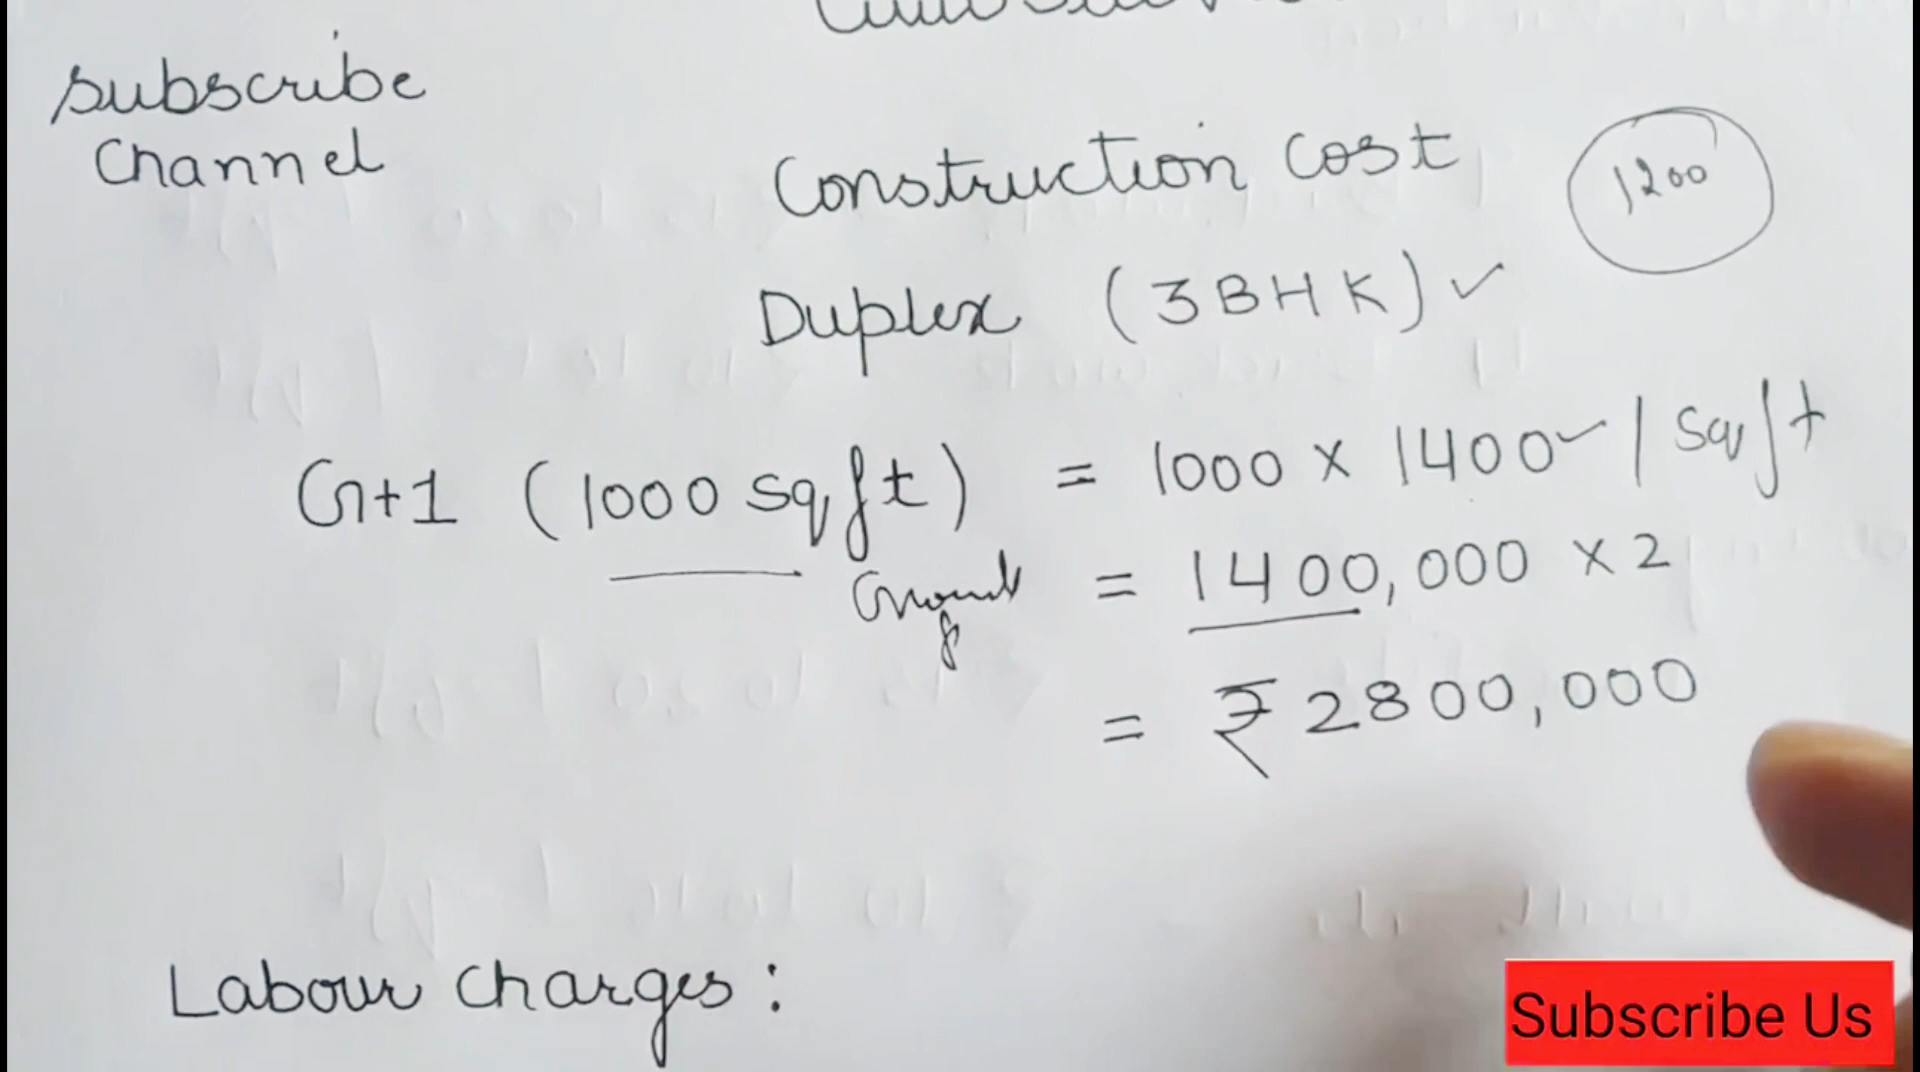 Subscribe
Channel
Construction Cost
1200
Duplex (3BHK) ✓
G+1 (1000 sqft) = 1000 x 1400 / Sqft
= 1400,000 x 2
= ₹ 2800,000
Labour charges:
Subscribe Us